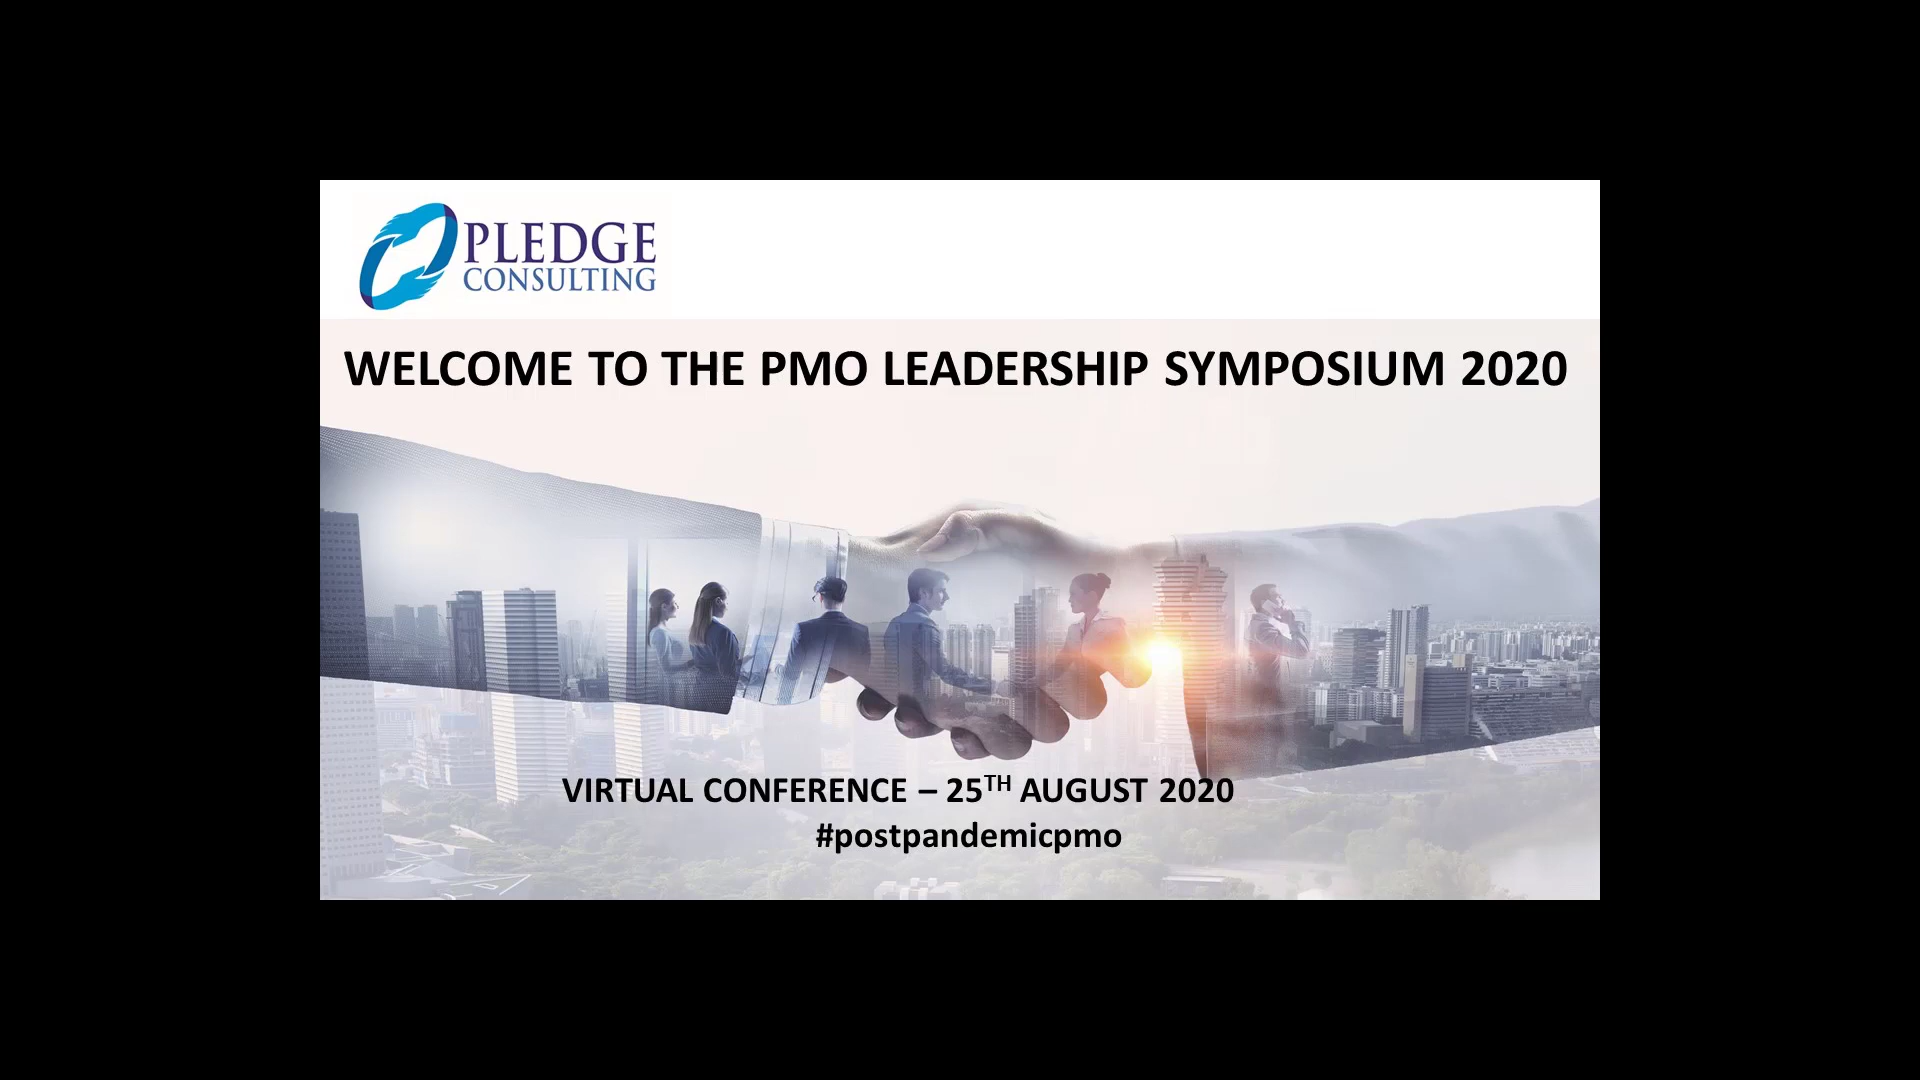 PLEDGE
CONSULTING
WELCOME TO THE PMO LEADERSHIP SYMPOSIUM 2020
VIRTUAL CONFERENCE – 25TH AUGUST 2020
#postpandemicpmo